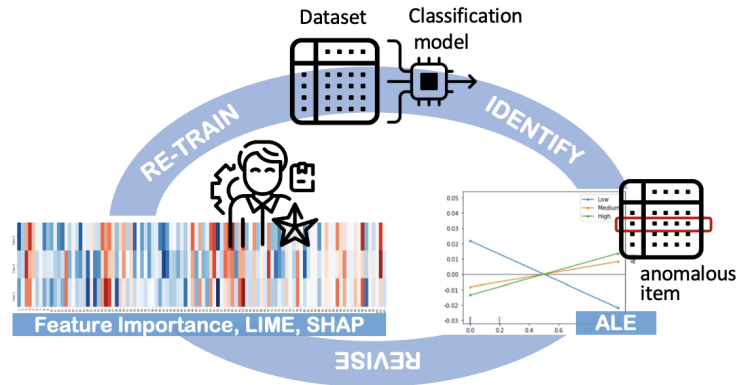 Dataset
Classification
model
RE-TRAIN
IDENTIFY
0.05
0.04
0.03
0.02
0.01
0.00
-0.01
-0.02
-0.03
Low
Medium
High
0.0
0.2
0.4
0.6
0.8
anomalous
item
ALE
Feature Importance, LIME, SHAP
REVISE